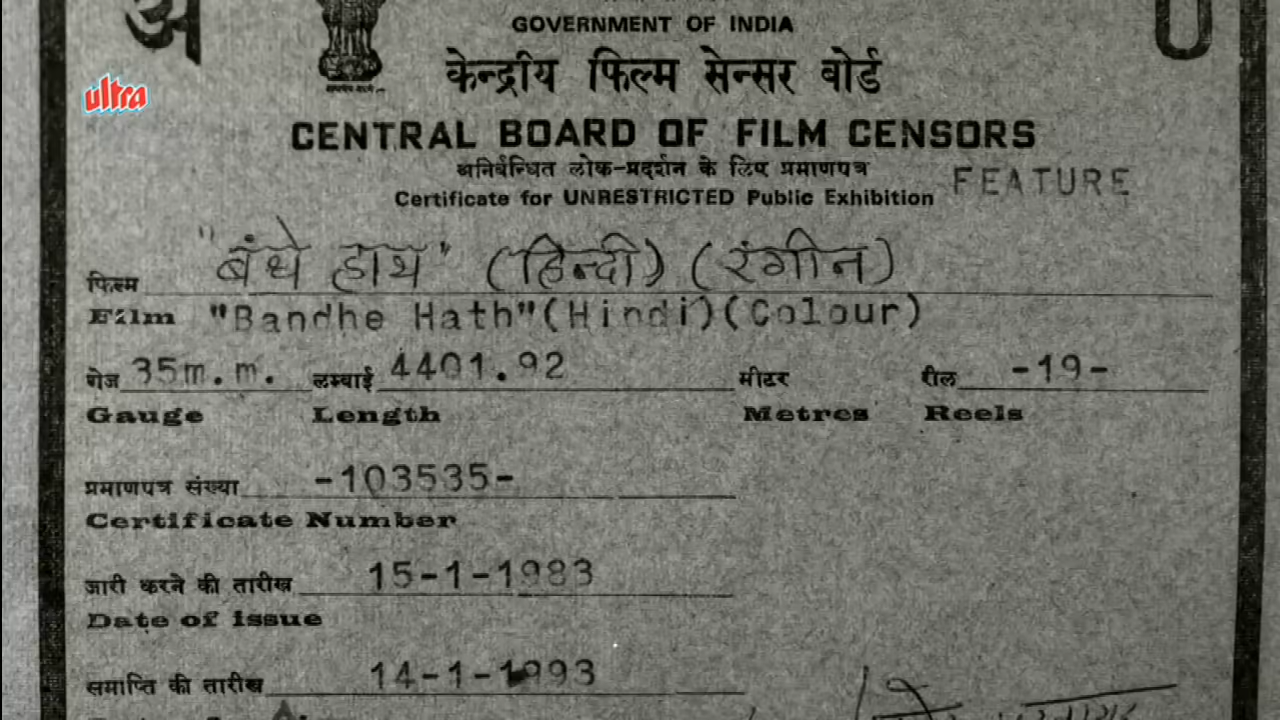 अ
U
GOVERNMENT OF INDIA
केन्द्रीय फिल्म सेन्सर बोर्ड
ultra
CENTRAL BOARD OF FILM CENSORS
अनिर्बन्धित लोक-प्रदर्शन के लिए प्रमाणपत्र
Certificate for UNRESTRICTED Public Exhibition FEATURE
फिल्म "बंधे हाथ" (हिन्दी) (रंगीन)
Film "Bandhe Hath"(Hindi)(Colour)
गेज 35m.m. लम्बाई 4401.92 मीटर रील -19-
Gauge Length Metres Reels
प्रमाणपत्र संख्या -103535-
Certificate Number
जारी करने की तारीख 15-1-1983
Date of issue
समाप्ति की तारीख 14-1-1993